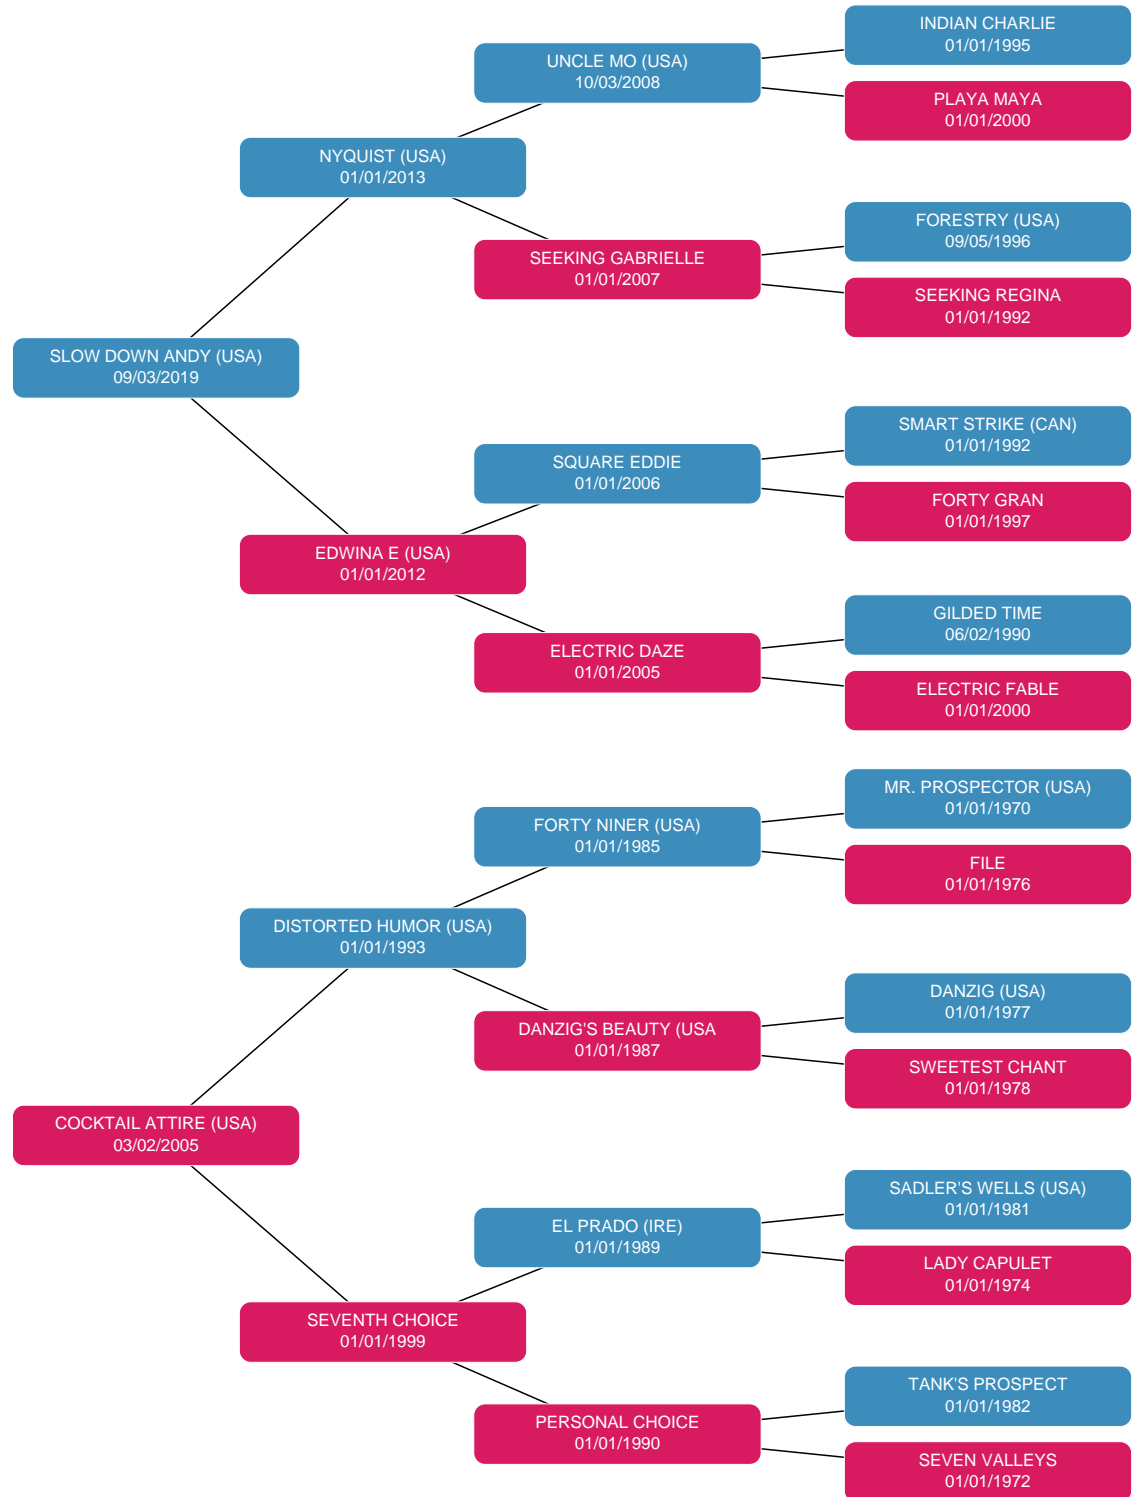 INDIAN CHARLIE
01/01/1995
UNCLE MO (USA)
10/03/2008
PLAYA MAYA
01/01/2000
NYQUIST (USA)
01/01/2013
FORESTRY (USA)
09/05/1996
SEEKING GABRIELLE
01/01/2007
SEEKING REGINA
01/01/1992
SLOW DOWN ANDY (USA)
09/03/2019
SMART STRIKE (CAN)
01/01/1992
SQUARE EDDIE
01/01/2006
FORTY GRAN
01/01/1997
EDWINA E (USA)
01/01/2012
GILDED TIME
06/02/1990
ELECTRIC DAZE
01/01/2005
ELECTRIC FABLE
01/01/2000
MR. PROSPECTOR (USA)
01/01/1970
FORTY NINER (USA)
01/01/1985
FILE
01/01/1976
DISTORTED HUMOR (USA)
01/01/1993
DANZIG (USA)
01/01/1977
DANZIG'S BEAUTY (USA
01/01/1987
SWEETEST CHANT
01/01/1978
COCKTAIL ATTIRE (USA)
03/02/2005
SADLER'S WELLS (USA)
01/01/1981
EL PRADO (IRE)
01/01/1989
LADY CAPULET
01/01/1974
SEVENTH CHOICE
01/01/1999
TANK'S PROSPECT
01/01/1982
PERSONAL CHOICE
01/01/1990
SEVEN VALLEYS
01/01/1972